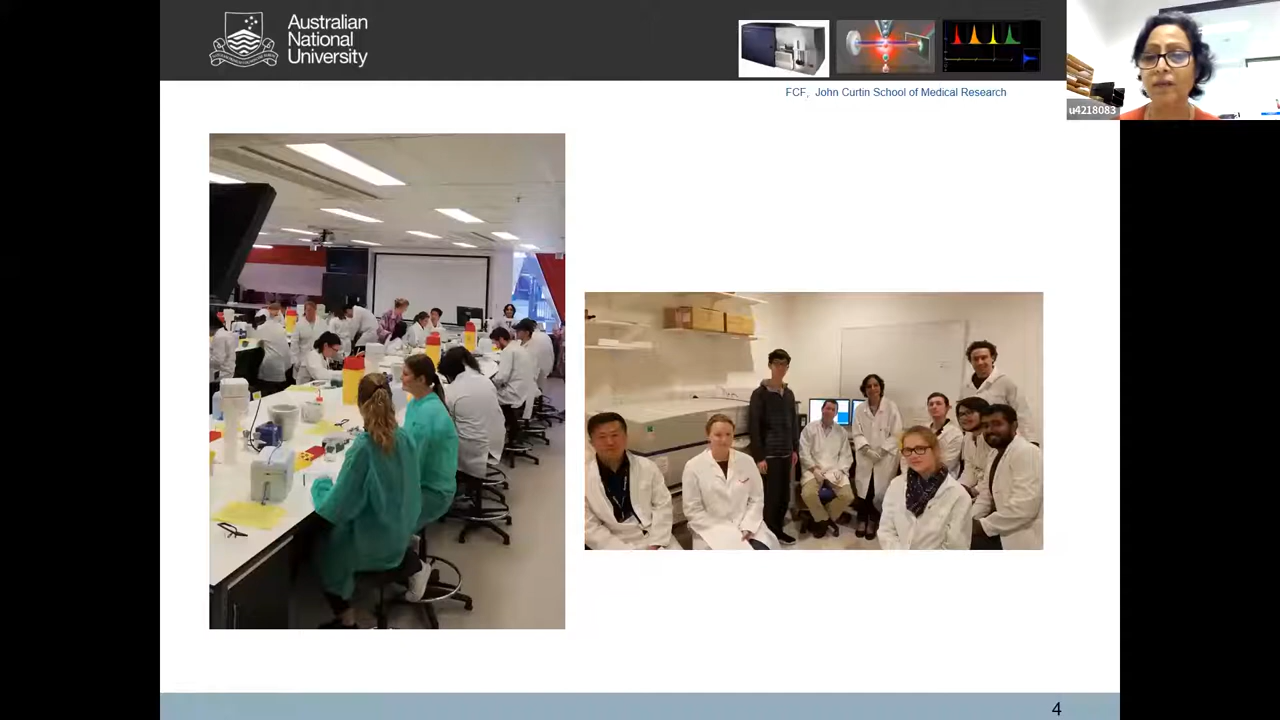 Australian
National
University
FCF, John Curtin School of Medical Research
u4218083
4